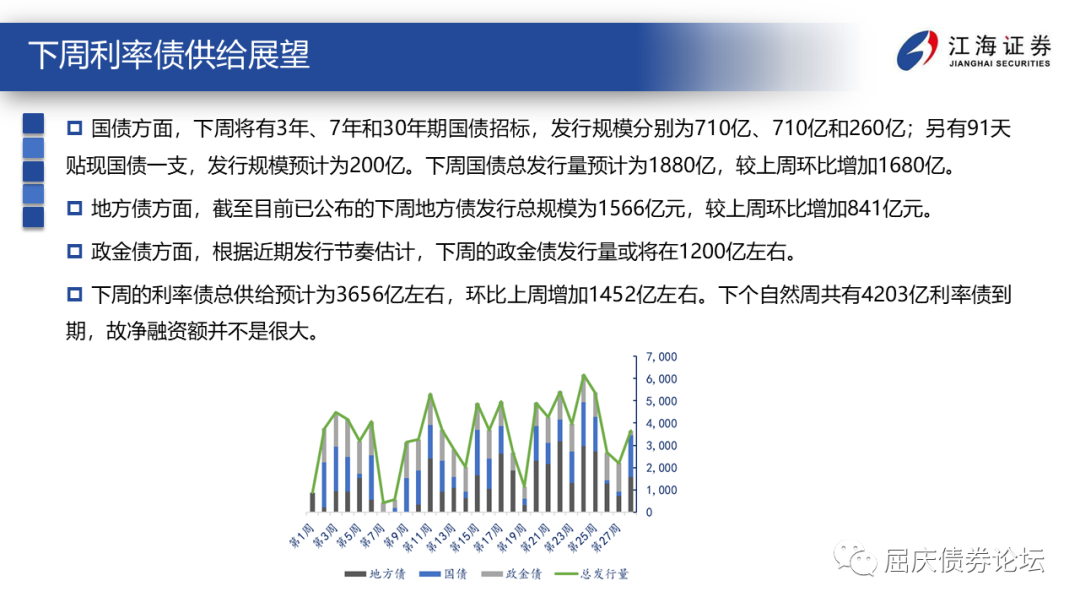 下周利率债供给展望
江海证券
JIANGHAI SECURITIES
国债方面，下周将有3年、7年和30年期国债招标，发行规模分别为710亿、710亿和260亿；另有91天
贴现国债一支，发行规模预计为200亿。下周国债总发行量预计为1880亿，较上周环比增加1680亿。
地方债方面，截至目前已公布的下周地方债发行总规模为1566亿元，较上周环比增加841亿元。
政金债方面，根据近期发行节奏估计，下周的政金债发行量或将在1200亿左右。
下周的利率债总供给预计为3656亿左右，环比上周增加1452亿左右。下个自然周共有4203亿利率债到
期，故净融资额并不是很大。
7,000
6,000
5,000
4,000
3,000
2,000
1,000
0
第1周
第3周
第5周
第7周
第9周
第11周
第13周
第15周
第17周
第19周
第21周
第23周
第25周
第27周
地方债 国债 政金债 总发行量
屈庆债券论坛